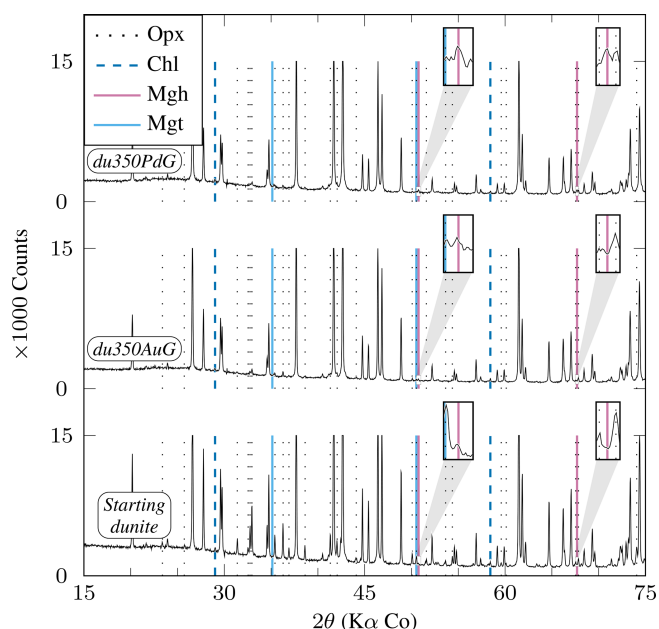 15
Opx
Chl
Mgh
Mgt
du350PdG
0
15
×1000 Counts
du350AuG
0
15
Starting
dunite
0
15
30
45
60
75
2θ (Kα Co)